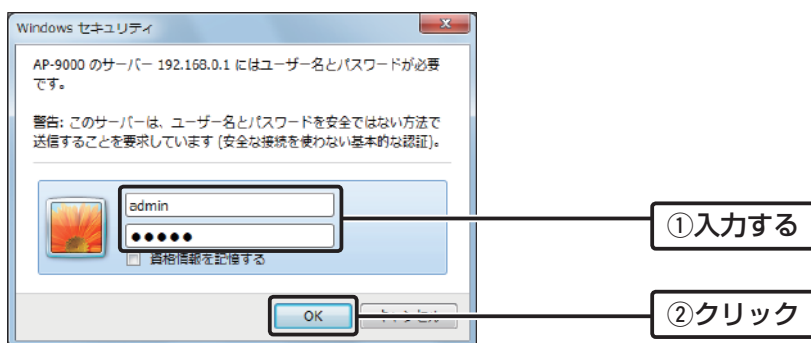 Windows セキュリティ
AP-9000 のサーバー 192.168.0.1 にはユーザー名とパスワードが必要
です。
警告: このサーバーは、ユーザー名とパスワードを安全ではない方法で
送信することを要求しています (安全な接続を使わない基本的な認証)。
admin
●●●●●
資格情報を記憶する
①入力する
OK
②クリック